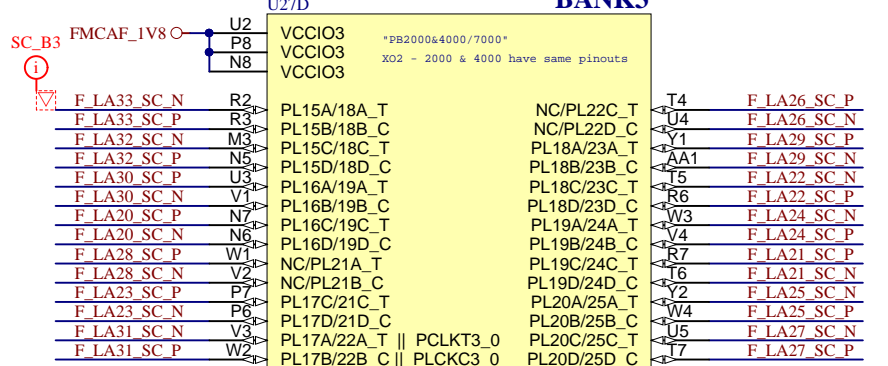 U27D BANK3
FMCAF_1V8 U2 VCCIO3 "PB2000&4000/7000"
SC_B3 P8 VCCIO3 XO2 - 2000 & 4000 have same pinouts
i N8 VCCIO3
F_LA33_SC_N R2 PL15A/18A_T NC/PL22C_T T4 F_LA26_SC_P
F_LA33_SC_P R3 PL15B/18B_C NC/PL22D_C U4 F_LA26_SC_N
F_LA32_SC_N M3 PL15C/18C_T PL18A/23A_T Y1 F_LA29_SC_P
F_LA32_SC_P N5 PL15D/18D_C PL18B/23B_C AA1 F_LA29_SC_N
F_LA30_SC_P U3 PL16A/19A_T PL18C/23C_T T5 F_LA22_SC_N
F_LA30_SC_N V1 PL16B/19B_C PL18D/23D_C R6 F_LA22_SC_P
F_LA20_SC_P N7 PL16C/19C_T PL19A/24A_T W3 F_LA24_SC_N
F_LA20_SC_N N6 PL16D/19D_C PL19B/24B_C V4 F_LA24_SC_P
F_LA28_SC_P W1 NC/PL21A_T PL19C/24C_T R7 F_LA21_SC_P
F_LA28_SC_N V2 NC/PL21B_C PL19D/24D_C T6 F_LA21_SC_N
F_LA23_SC_P P7 PL17C/21C_T PL20A/25A_T Y2 F_LA25_SC_N
F_LA23_SC_N P6 PL17D/21D_C PL20B/25B_C W4 F_LA25_SC_P
F_LA31_SC_N V3 PL17A/22A_T || PCLKT3_0 PL20C/25C_T U5 F_LA27_SC_N
F_LA31_SC_P W2 PL17B/22B_C || PLCKC3_0 PL20D/25D_C T7 F_LA27_SC_P